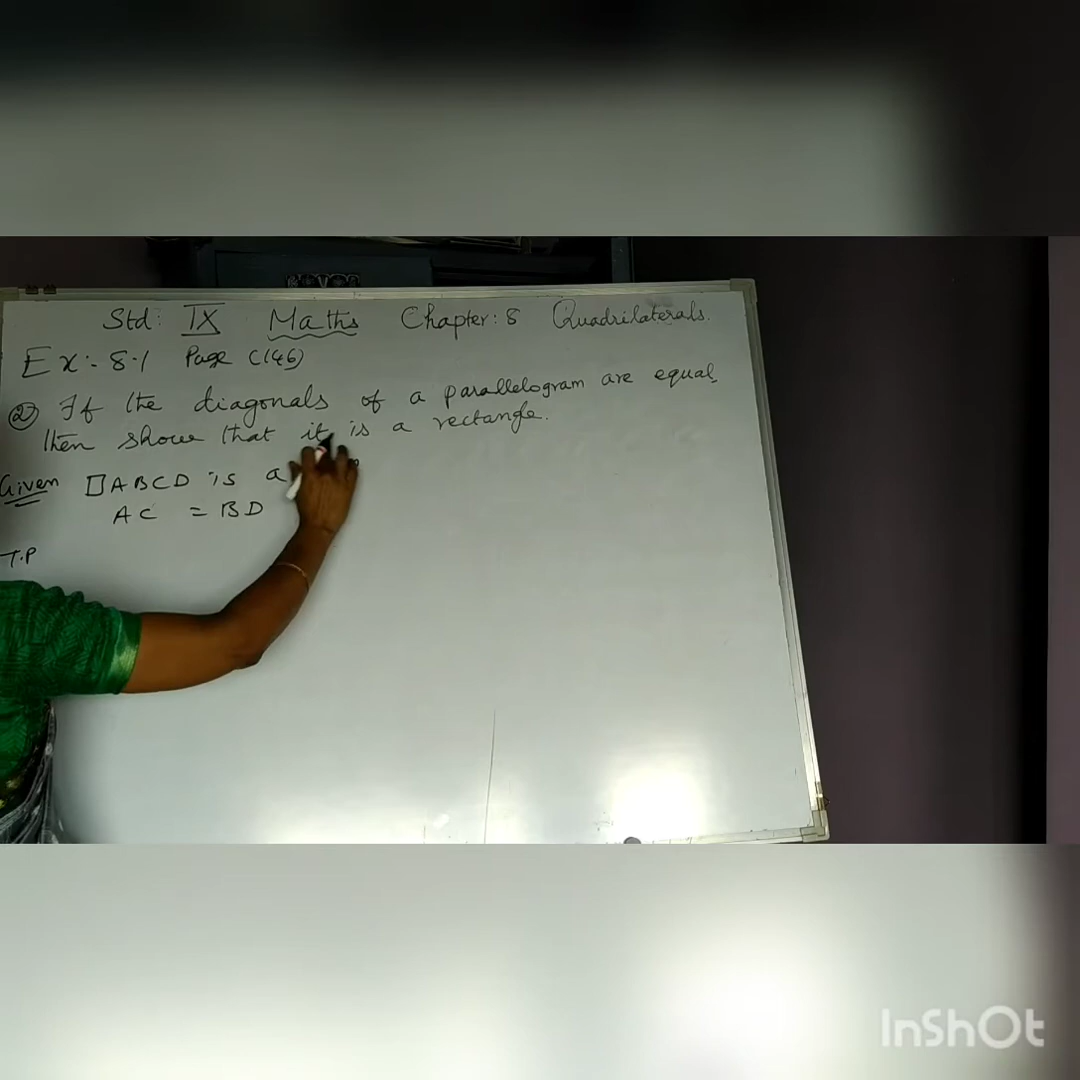 Std: IX Maths Chapter: 8 Quadrilaterals.
Ex:- 8.1 Page (146)
(2) If the diagonals of a parallelogram are equal,
then show that it is a rectangle.
Given □ABCD is a
AC = BD
T.P
InShOt